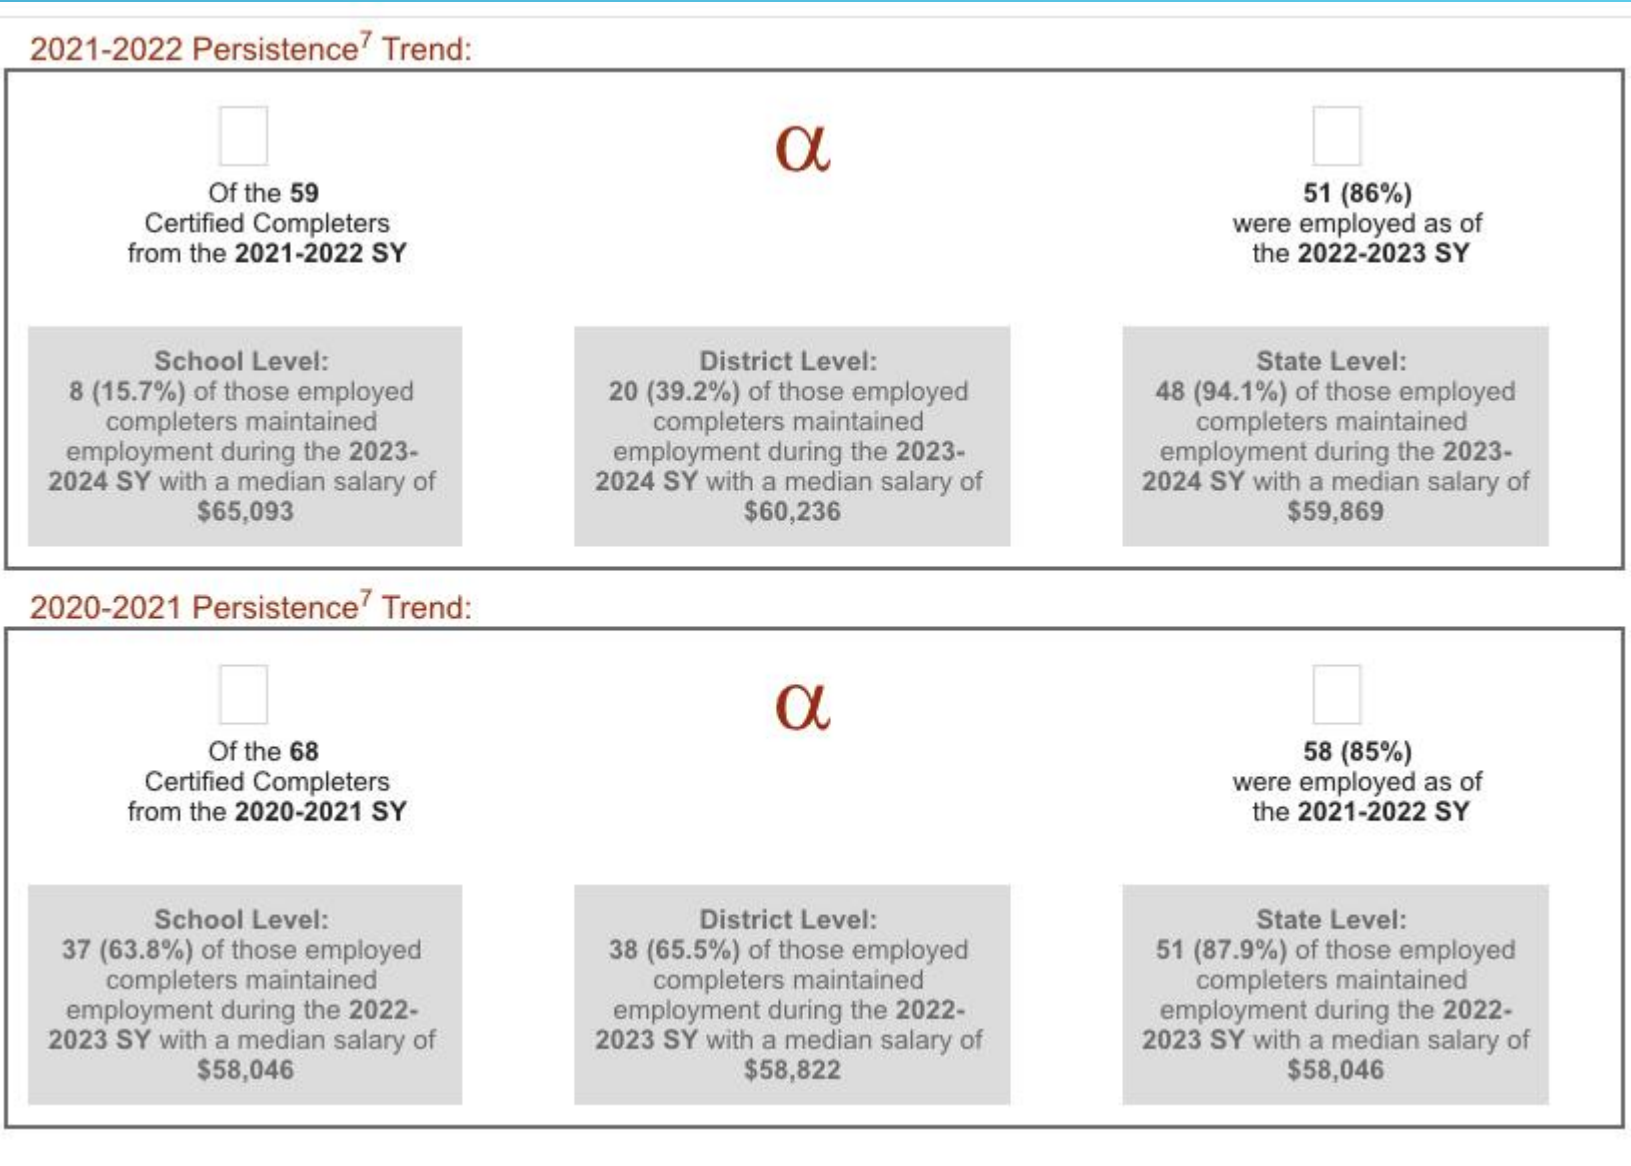 2021-2022 Persistence7 Trend:
α
Of the 59
Certified Completers
from the 2021-2022 SY
51 (86%)
were employed as of
the 2022-2023 SY
School Level:
8 (15.7%) of those employed
completers maintained
employment during the 2023-
2024 SY with a median salary of
$65,093
District Level:
20 (39.2%) of those employed
completers maintained
employment during the 2023-
2024 SY with a median salary of
$60,236
State Level:
48 (94.1%) of those employed
completers maintained
employment during the 2023-
2024 SY with a median salary of
$59,869
2020-2021 Persistence7 Trend:
α
Of the 68
Certified Completers
from the 2020-2021 SY
58 (85%)
were employed as of
the 2021-2022 SY
School Level:
37 (63.8%) of those employed
completers maintained
employment during the 2022-
2023 SY with a median salary of
$58,046
District Level:
38 (65.5%) of those employed
completers maintained
employment during the 2022-
2023 SY with a median salary of
$58,822
State Level:
51 (87.9%) of those employed
completers maintained
employment during the 2022-
2023 SY with a median salary of
$58,046